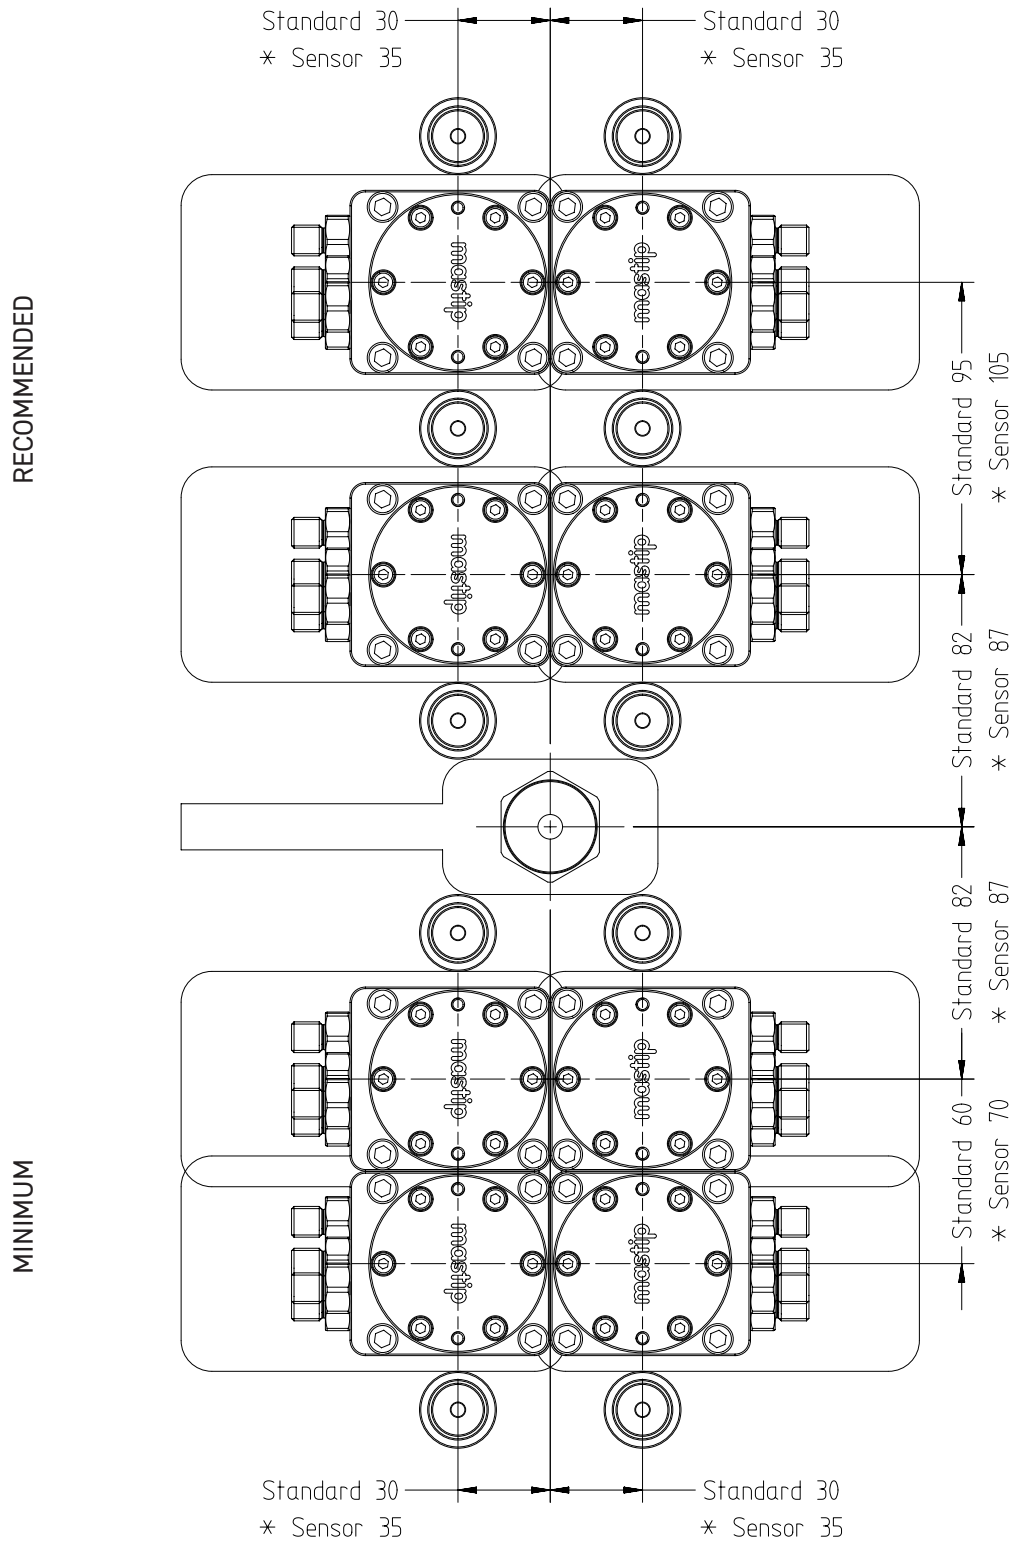 Standard 30
* Sensor 35
Standard 30
* Sensor 35
RECOMMENDED
mastip
mastip
Standard 95
* Sensor 105
mastip
mastip
Standard 82
* Sensor 87
Standard 82
* Sensor 87
mastip
mastip
MINIMUM
Standard 60
* Sensor 70
mastip
mastip
Standard 30
* Sensor 35
Standard 30
* Sensor 35